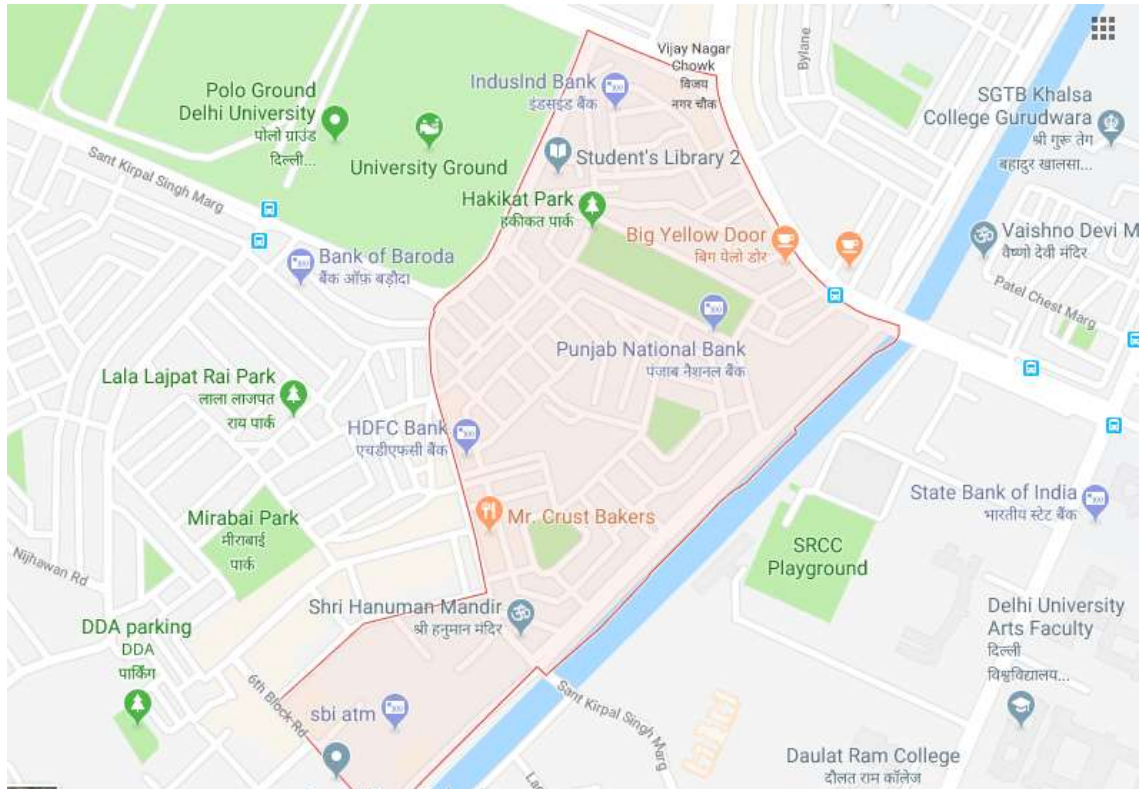 Vijay Nagar
Chowk
विजय
नगर चौक
Bylane
IndusInd Bank
इंडसइंड बैंक
Polo Ground
Delhi University
पोलो ग्राउंड
दिल्ली...
SGTB Khalsa
College Gurudwara
श्री गुरू तेग
बहादुर खालसा...
University Ground
Student's Library 2
Sant Kirpal Singh Marg
Hakikat Park
हकीकत पार्क
Big Yellow Door
बिग येलो डोर
Vaishno Devi M
वैष्णो देवी मंदिर
Bank of Baroda
बैंक ऑफ़ बड़ौदा
Patel Chest Marg
Punjab National Bank
पंजाब नैशनल बैंक
Lala Lajpat Rai Park
लाला लाजपत
राय पार्क
HDFC Bank
एचडीएफसी बैंक
State Bank of India
भारतीय स्टेट बैंक
Mr. Crust Bakers
Mirabai Park
मीराबाई
पार्क
SRCC
Playground
Nijhawan Rd
Shri Hanuman Mandir
श्री हनुमान मंदिर
Delhi University
Arts Faculty
दिल्ली
विश्वविद्यालय...
DDA parking
DDA
पार्किंग
6th Block Rd
sbi atm
Sant Kirpal Singh Marg
Daulat Ram College
दौलत राम कॉलेज